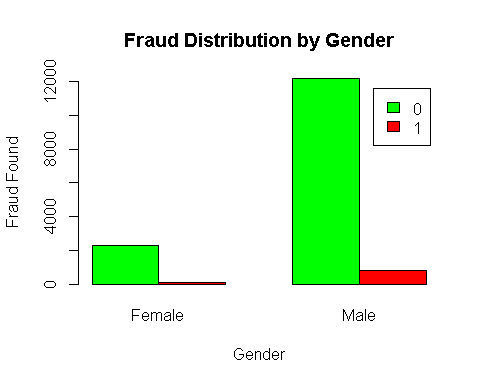 Fraud Distribution by Gender
Fraud Found
12000
8000
4000
0
0
1
Female
Male
Gender